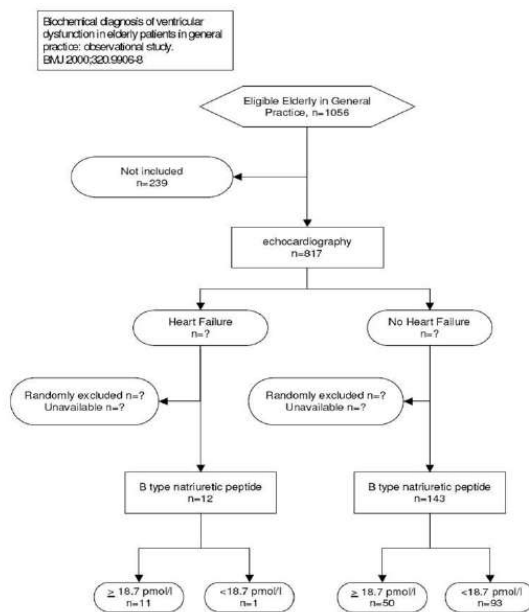 Biochemical diagnosis of ventricular
dysfunction in elderly patients in general
practice: observational study.
BMJ 2000;320.9906-8
Eligible Elderly in General
Practice, n=1056
Not included
n=239
echocardiography
n=817
Heart Failure
n=?
No Heart Failure
n=?
Randomly excluded n=?
Unavailable n=?
Randomly excluded n=?
Unavailable n=?
B type natriuretic peptide
n=12
B type natriuretic peptide
n=143
≥ 18.7 pmol/l
n=11
<18.7 pmol/l
n=1
≥ 18.7 pmol/l
n=50
<18.7 pmol/l
n=93